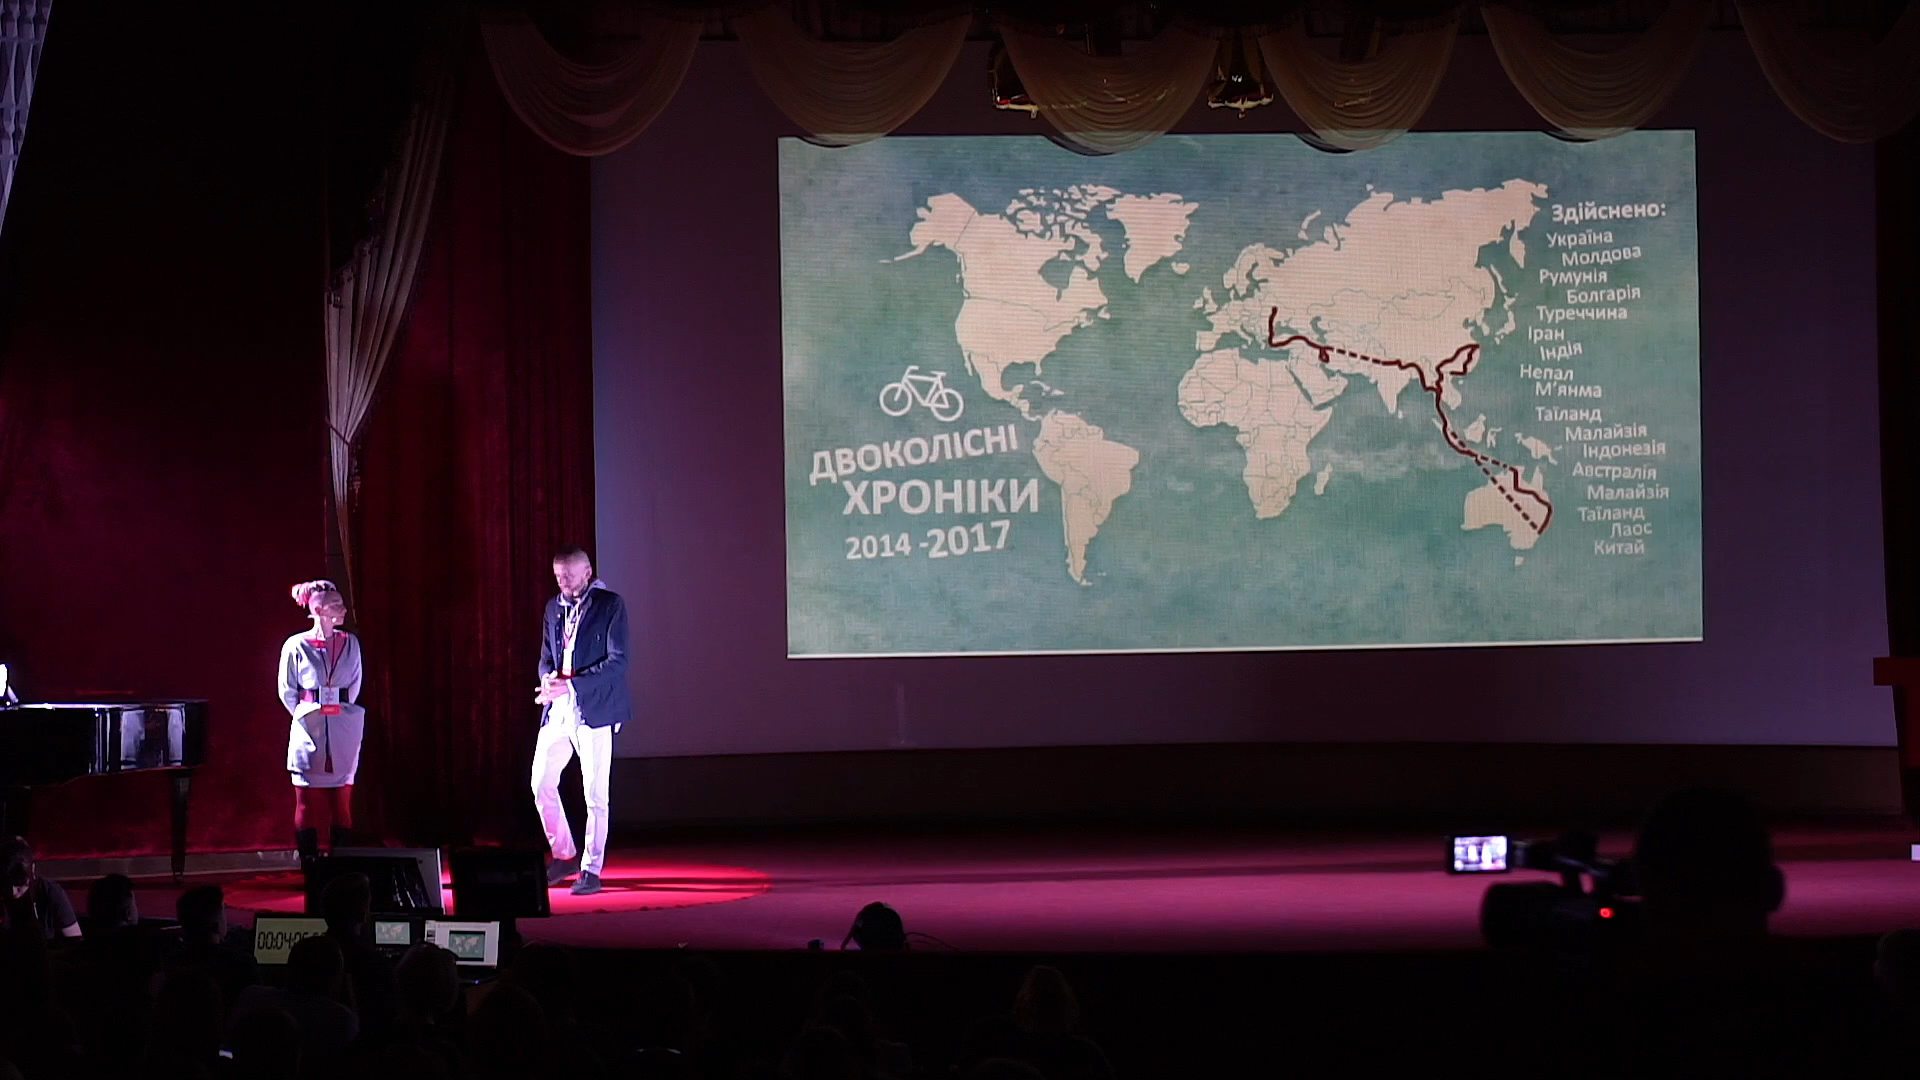 ДВОКОЛІСНІ
ХРОНІКИ
2014 -2017
Здійснено:
Україна
Молдова
Румунія
Болгарія
Туреччина
Іран
Індія
Непал
М'янма
Таїланд
Малайзія
Індонезія
Австралія
Малайзія
Таїланд
Лаос
Китай